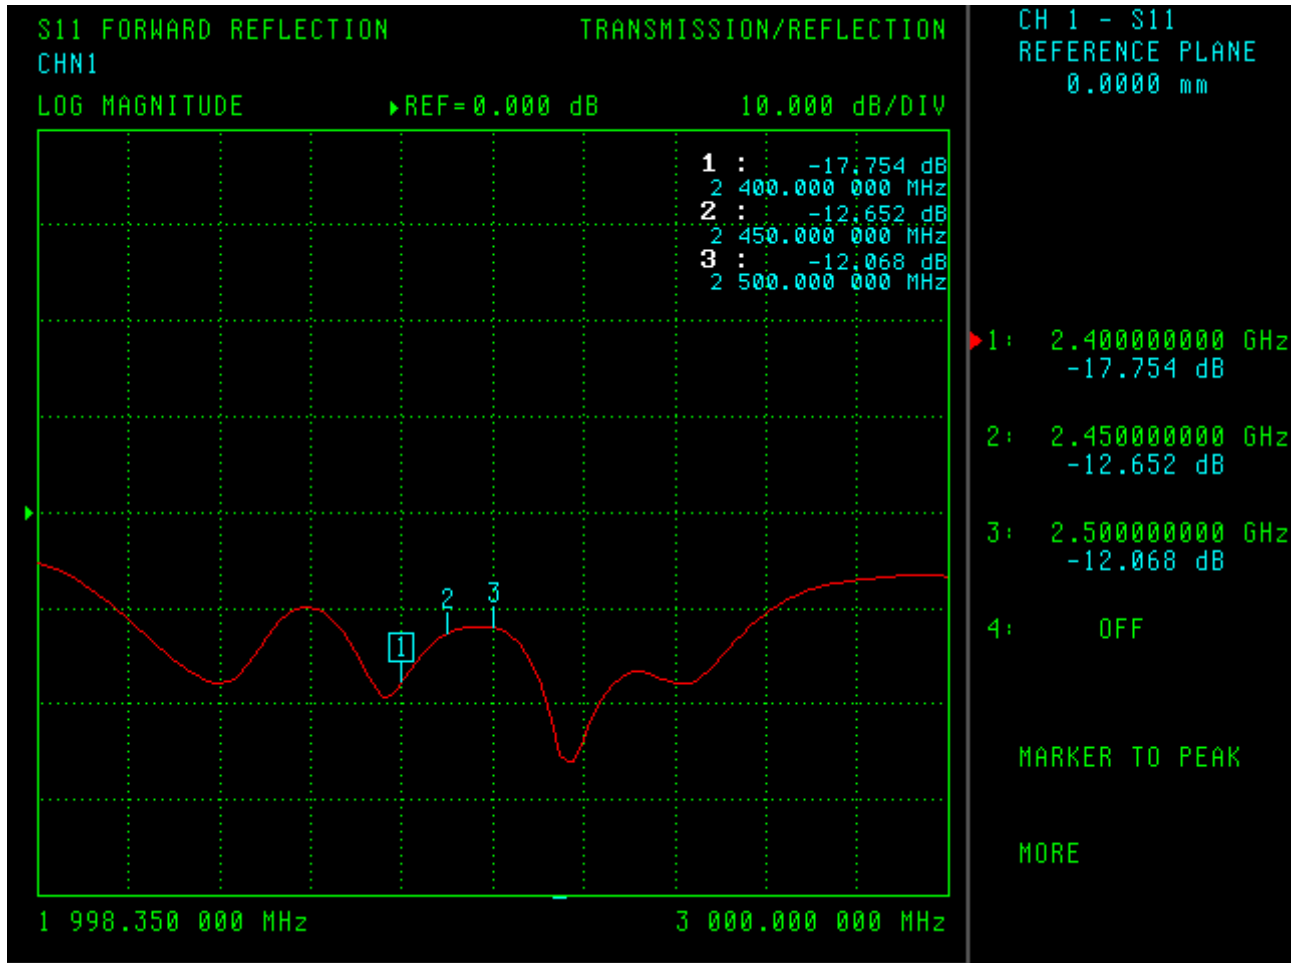 S11 FORWARD REFLECTION TRANSMISSION/REFLECTION
CHN1
LOG MAGNITUDE ▶REF=0.000 dB 10.000 dB/DIV
1 : -17.754 dB
2 400.000 000 MHz
2 : -12.652 dB
2 450.000 000 MHz
3 : -12.068 dB
2 500.000 000 MHz
2 3
1
1 998.350 000 MHz 3 000.000 000 MHz
CH 1 - S11
REFERENCE PLANE
0.0000 mm
▶1: 2.400000000 GHz
-17.754 dB
2: 2.450000000 GHz
-12.652 dB
3: 2.500000000 GHz
-12.068 dB
4: OFF
MARKER TO PEAK
MORE